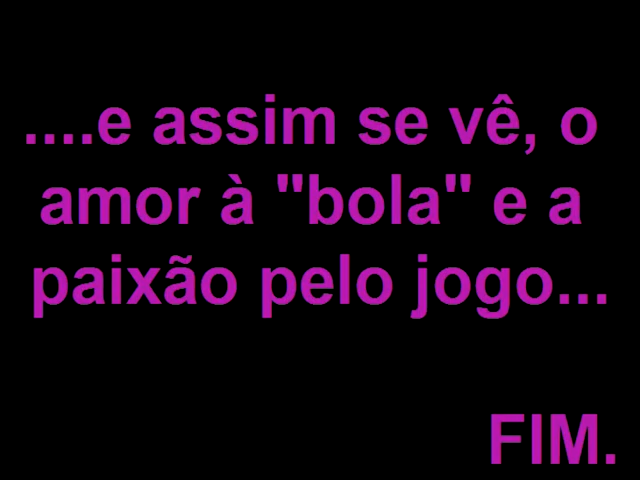 ....e assim se vê, o
amor à "bola" e a
paixão pelo jogo...
FIM.